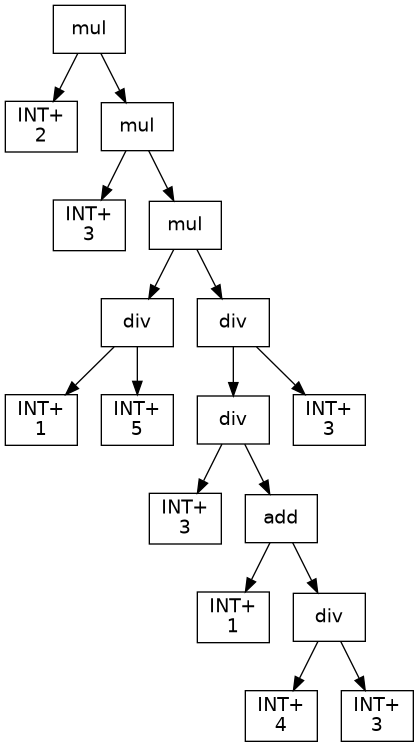 mul
INT+
2
mul
INT+
3
mul
div
div
INT+
1
INT+
5
div
INT+
3
INT+
3
add
INT+
1
div
INT+
4
INT+
3